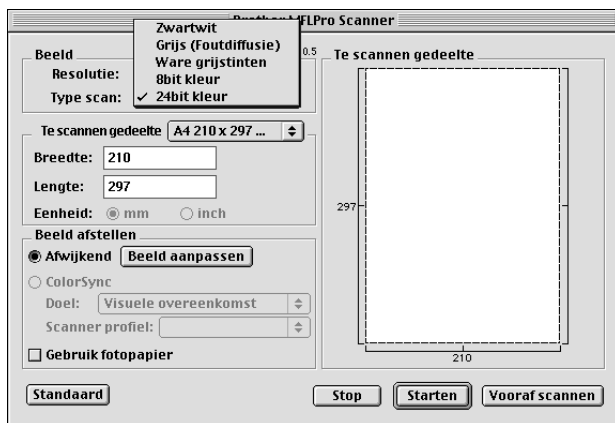 Brother MFLPro Scanner
Zwartwit
Grijs (Foutdiffusie)
Ware grijstinten
8bit kleur
✓ 24bit kleur
Beeld
0.5
Resolutie:
Type scan:
Te scannen gedeelte A4 210 x 297 ...
Breedte: 210
Lengte: 297
Eenheid: mm inch
Beeld afstellen
Afwijkend Beeld aanpassen
ColorSync
Doel: Visuele overeenkomst
Scanner profiel:
Gebruik fotopapier
Te scannen gedeelte
297
210
Standaard
Stop Starten Vooraf scannen